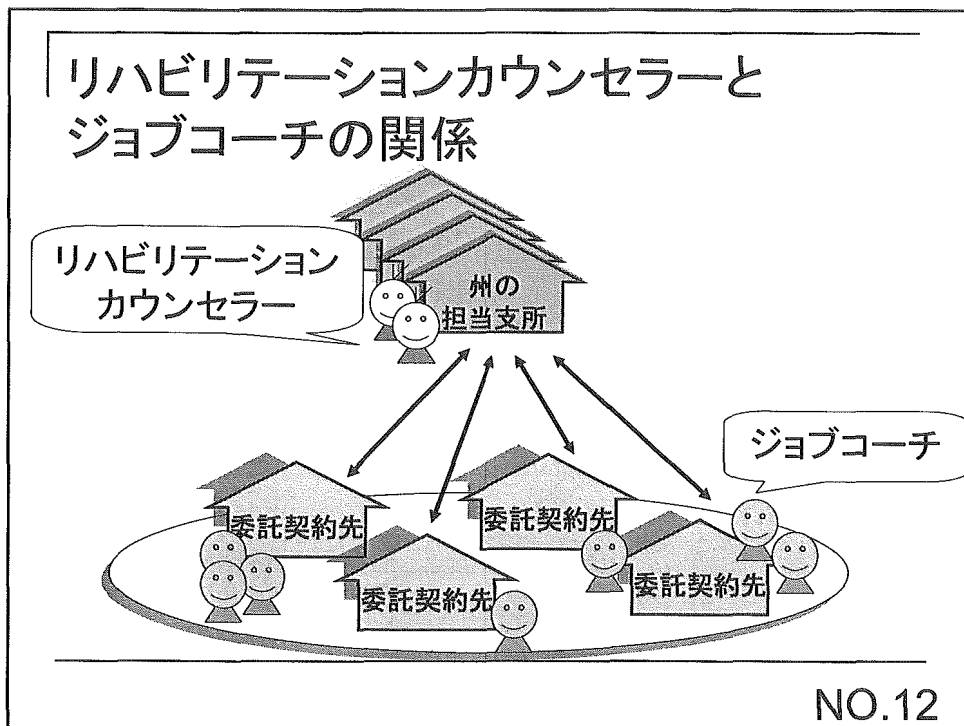 リハビリテーションカウンセラーと
ジョブコーチの関係
リハビリテーション
カウンセラー
州の
担当支所
ジョブコーチ
委託契約先
委託契約先
委託契約先
委託契約先
NO.12